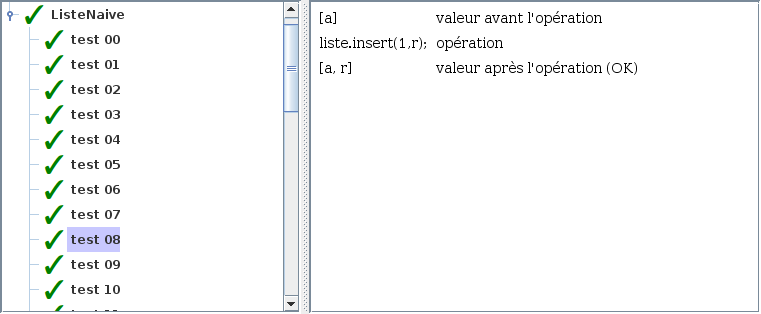 ListeNaive
test 00
test 01
test 02
test 03
test 04
test 05
test 06
test 07
test 08
test 09
test 10
[a] valeur avant l'opération
liste.insert(1,r); opération
[a, r] valeur après l'opération (OK)